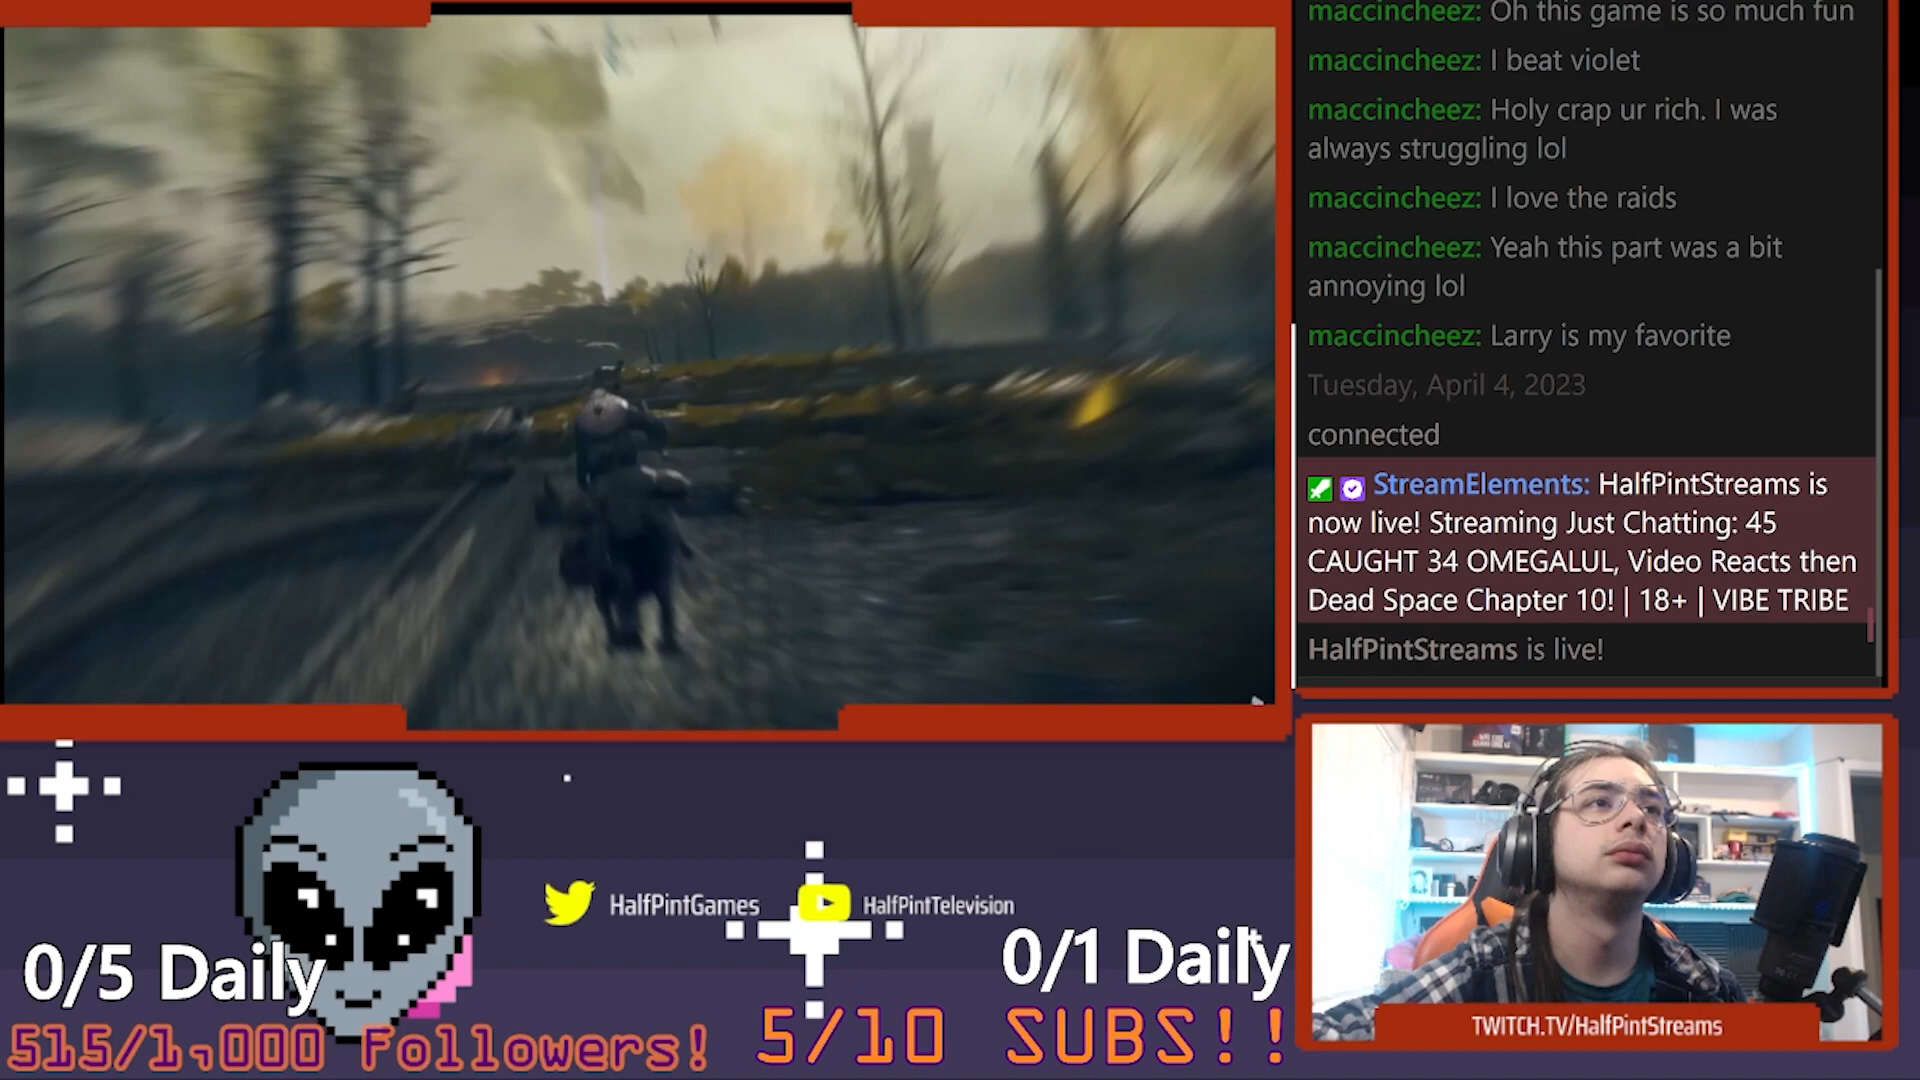 maccincheez: Oh this game is so much fun
maccincheez: I beat violet
maccincheez: Holy crap ur rich. I was
always struggling lol
maccincheez: I love the raids
maccincheez: Yeah this part was a bit
annoying lol
maccincheez: Larry is my favorite
Tuesday, April 4, 2023
connected
StreamElements: HalfPintStreams is
now live! Streaming Just Chatting: 45
CAUGHT 34 OMEGALUL, Video Reacts then
Dead Space Chapter 10! | 18+ | VIBE TRIBE
HalfPintStreams is live!
HalfPintGames
HalfPintTelevision
0/5 Daily
0/1 Daily
515/1,000 Followers!
5/10 SUBS!!
TWITCH.TV/HalfPintStreams